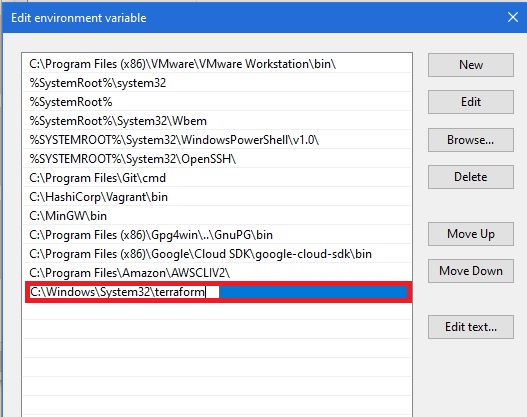 Edit environment variable
C:\Program Files (x86)\VMware\VMware Workstation\bin\
%SystemRoot%\system32
%SystemRoot%
%SystemRoot%\System32\Wbem
%SYSTEMROOT%\System32\WindowsPowerShell\v1.0\
%SYSTEMROOT%\System32\OpenSSH\
C:\Program Files\Git\cmd
C:\HashiCorp\Vagrant\bin
C:\MinGW\bin
C:\Program Files (x86)\Gpg4win\..\GnuPG\bin
C:\Program Files (x86)\Google\Cloud SDK\google-cloud-sdk\bin
C:\Program Files\Amazon\AWSCLIV2\
C:\Windows\System32\terraform
New
Edit
Browse...
Delete
Move Up
Move Down
Edit text...